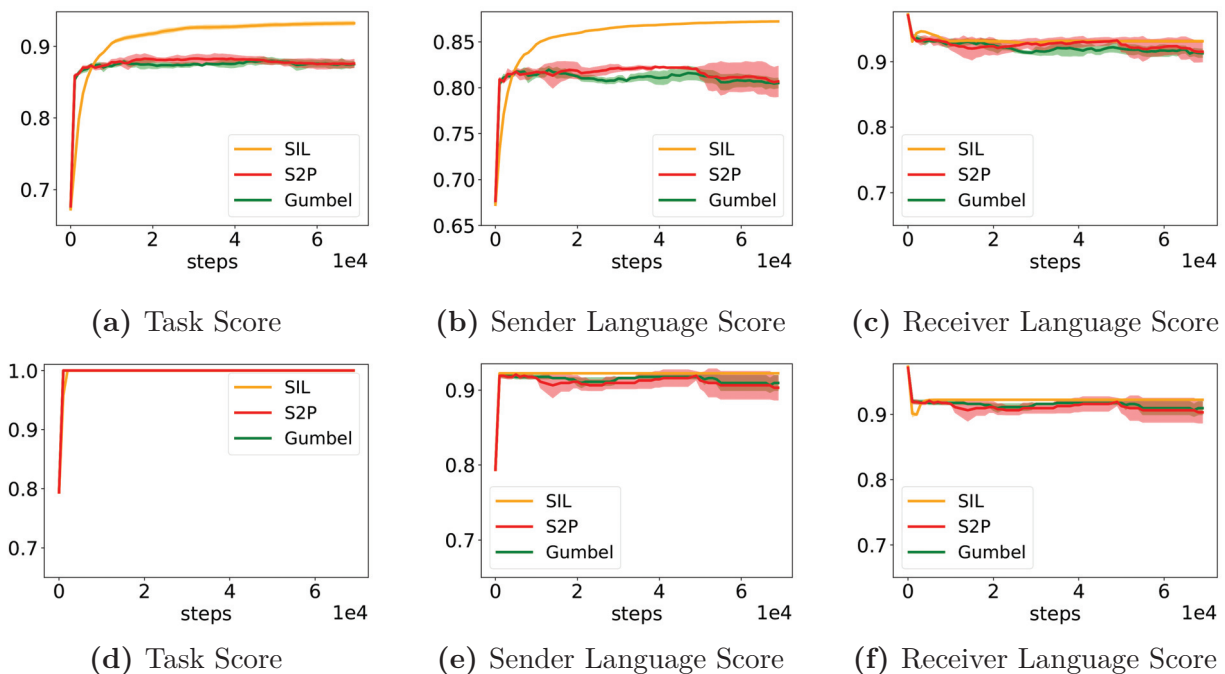 0.9
0.7
SIL
S2P
Gumbel
0 2 4 6
steps 1e4
(a) Task Score
0.85
0.80
0.75
0.70
0.65
SIL
S2P
Gumbel
0 2 4 6
steps 1e4
(b) Sender Language Score
0.9
0.8
0.7
SIL
S2P
Gumbel
0 2 4 6
steps 1e4
(c) Receiver Language Score
1.0
0.9
0.8
0.7
SIL
S2P
Gumbel
0 2 4 6
steps 1e4
(d) Task Score
0.9
0.8
0.7
SIL
S2P
Gumbel
0 2 4 6
steps 1e4
(e) Sender Language Score
0.9
0.8
0.7
SIL
S2P
Gumbel
0 2 4 6
steps 1e4
(f) Receiver Language Score